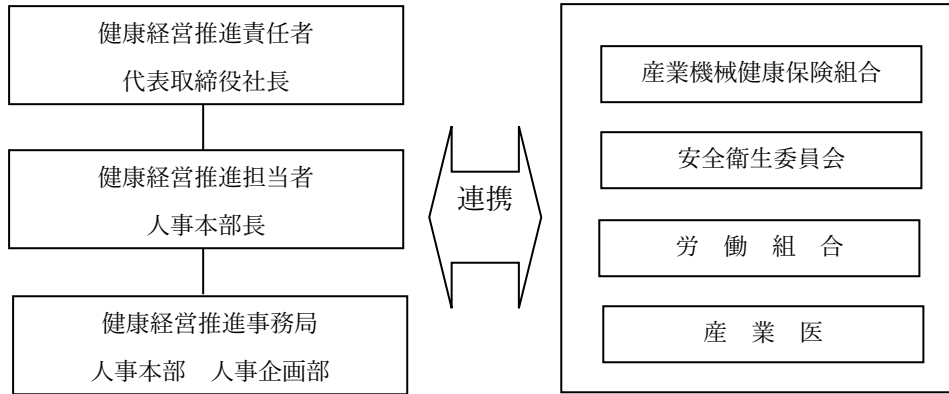 健康経営推進責任者
代表取締役社長
健康経営推進担当者
人事本部長
健康経営推進事務局
人事本部　人事企画部
連携
産業機械健康保険組合
安全衛生委員会
労　働　組　合
産　業　医